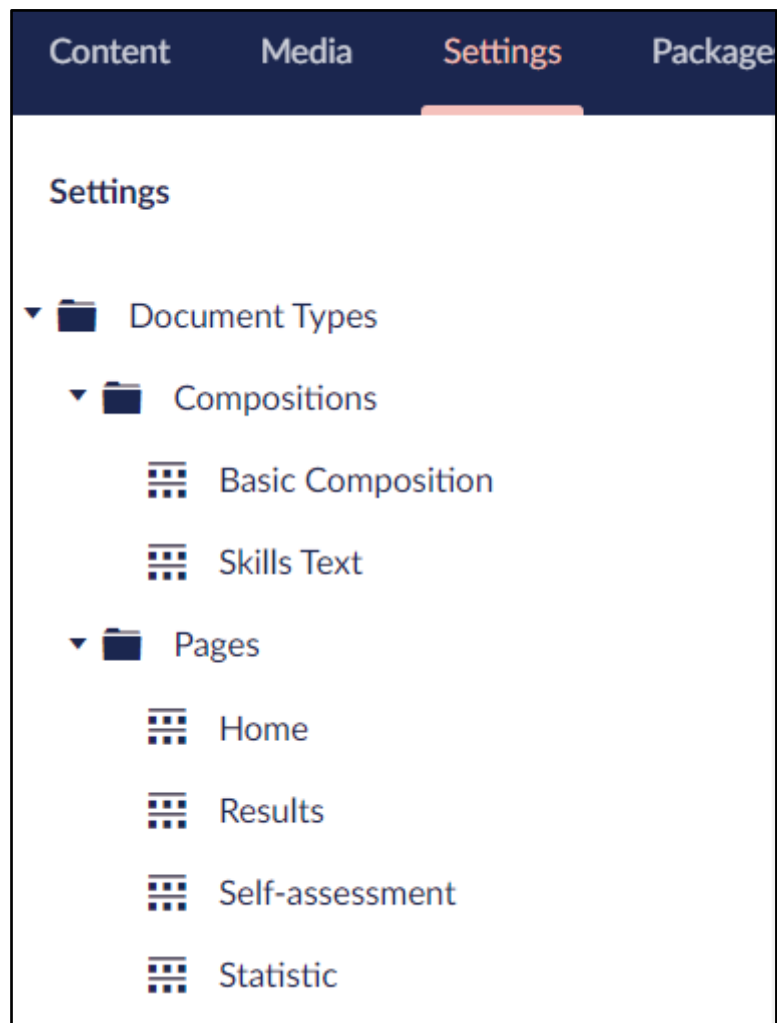 Content Media Settings Package
Settings
Document Types
Compositions
Basic Composition
Skills Text
Pages
Home
Results
Self-assessment
Statistic